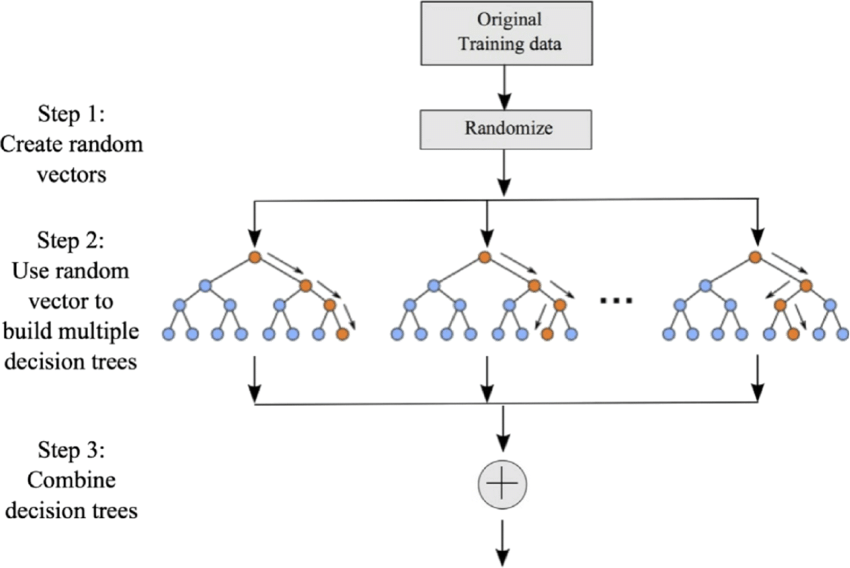 Original
Training data
Step 1:
Create random
vectors
Randomize
Step 2:
Use random
vector to
build multiple
decision trees
...
Step 3:
Combine
decision trees